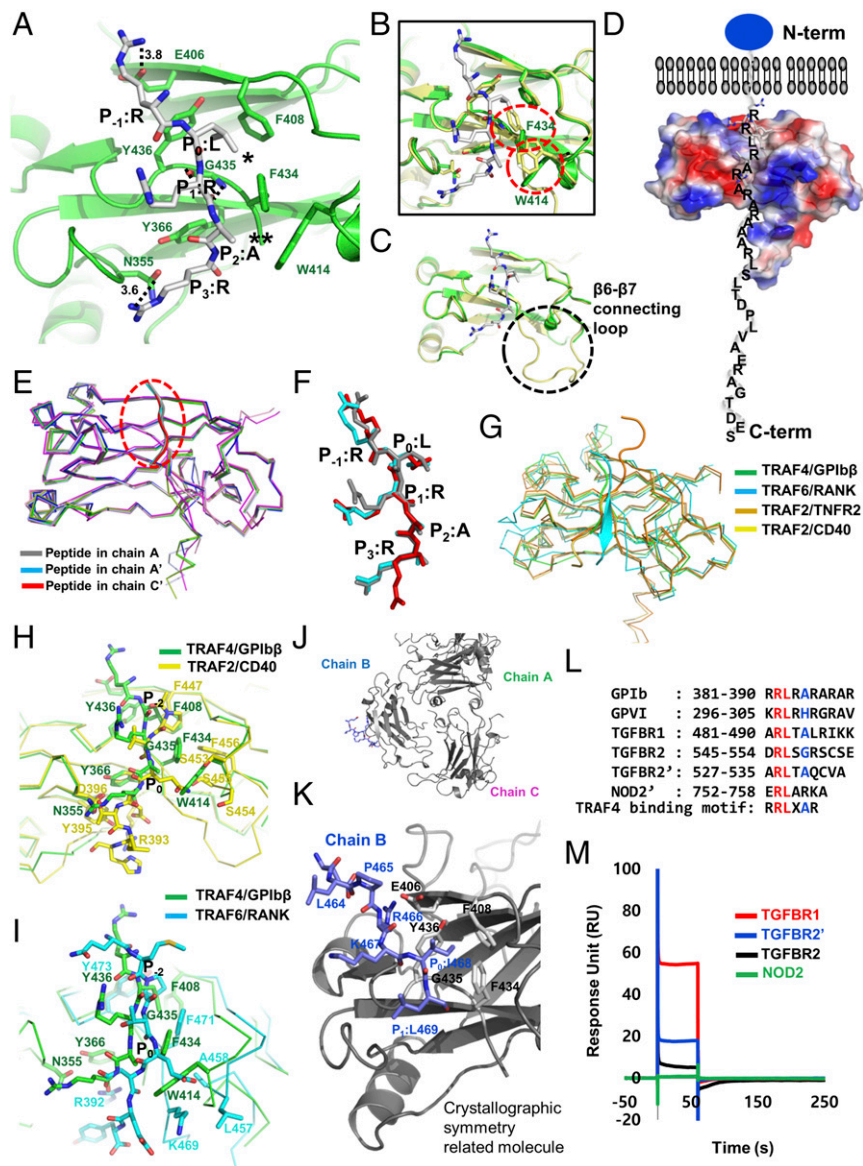 A
3.8
E406
P-1:R
F408
Y436
P0:L
*
G435
P1:R
F434
Y366
**
P2:A
W414
N355
3.6
P3:R
B
F434
W414
C
β6-β7
connecting
loop
D
N-term
C-term
E
Peptide in chain A
Peptide in chain A'
Peptide in chain C'
F
P0:L
P-1:R
P1:R
P2:A
P3:R
G
TRAF4/GPIbβ
TRAF6/RANK
TRAF2/TNFR2
TRAF2/CD40
H
TRAF4/GPIbβ
TRAF2/CD40
P-2
F447
Y436
F408
G435
F434
F456
S453
Y366
S452
D396
P0
W414
S454
N355
Y395
R393
I
TRAF4/GPIbβ
TRAF6/RANK
Y473
P-2
Y436
F408
G435
F471
Y366
P0
F434
A458
N355
W414
R392
L457
K469
J
Chain B
Chain A
Chain C
K
Chain B
P465
L464
E406
R466
Y436
F408
K467
P0:I468
G435
F434
P1:L469
Crystallographic
symmetry
related molecule
L
GPIb : 381-390 RRLRARARAR
GPVI : 296-305 KRLRHRGRAV
TGFBR1 : 481-490 ARLTALRIKK
TGFBR2 : 545-554 DRLSGRSCSE
TGFBR2' : 527-535 ARLTAQCVA
NOD2' : 752-758 ERLARKA
TRAF4 binding motif: RRLXAR
M
Response Unit (RU)
100
80
60
40
20
0
-20
TGFBR1
TGFBR2'
TGFBR2
NOD2
-50 50 150 250
Time (s)